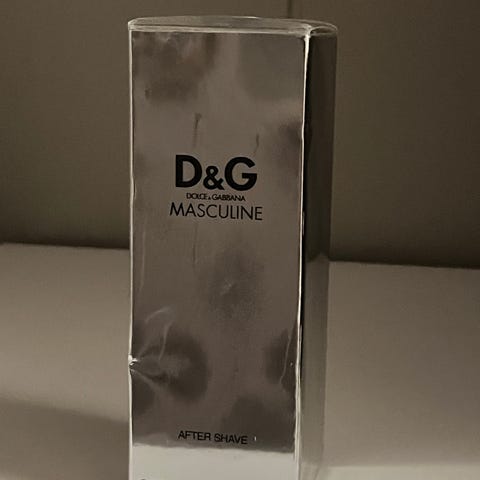 D&G
DOLCE & GABBANA
MASCULINE
AFTER SHAVE